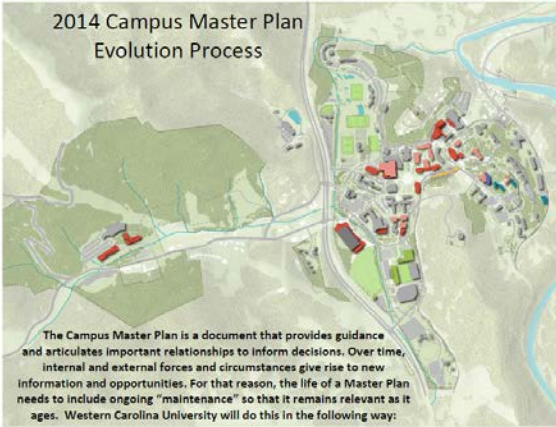 2014 Campus Master Plan
Evolution Process
The Campus Master Plan is a document that provides guidance
and articulates important relationships to inform decisions. Over time,
internal and external forces and circumstances give rise to new
information and opportunities. For that reason, the life of a Master Plan
needs to include ongoing “maintenance” so that it remains relevant as it
ages. Western Carolina University will do this in the following way: